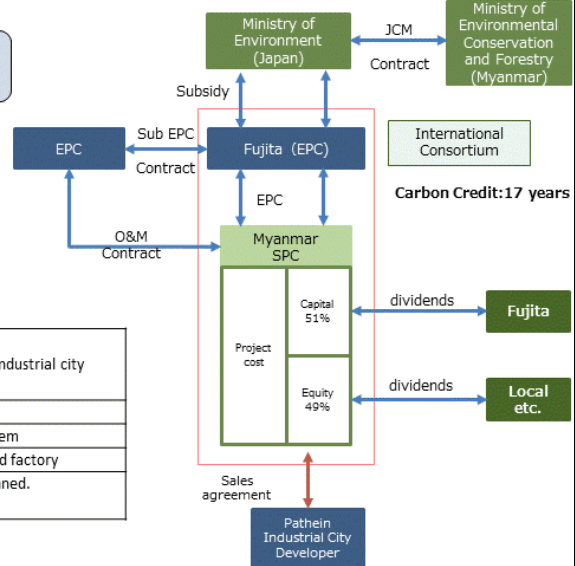 Ministry of
Environment
(Japan)
JCM
Contract
Ministry of
Environmental
Conservation
and Forestry
(Myanmar)
Subsidy
EPC
Sub EPC
Contract
Fujita (EPC)
International
Consortium
Carbon Credit:17 years
EPC
O&M
Contract
Myanmar
SPC
Project
cost
Capital
51%
dividends
Fujita
Equity
49%
dividends
Local
etc.
ndustrial city
em
d factory
ned.
Sales
agreement
Pathein
Industrial City
Developer